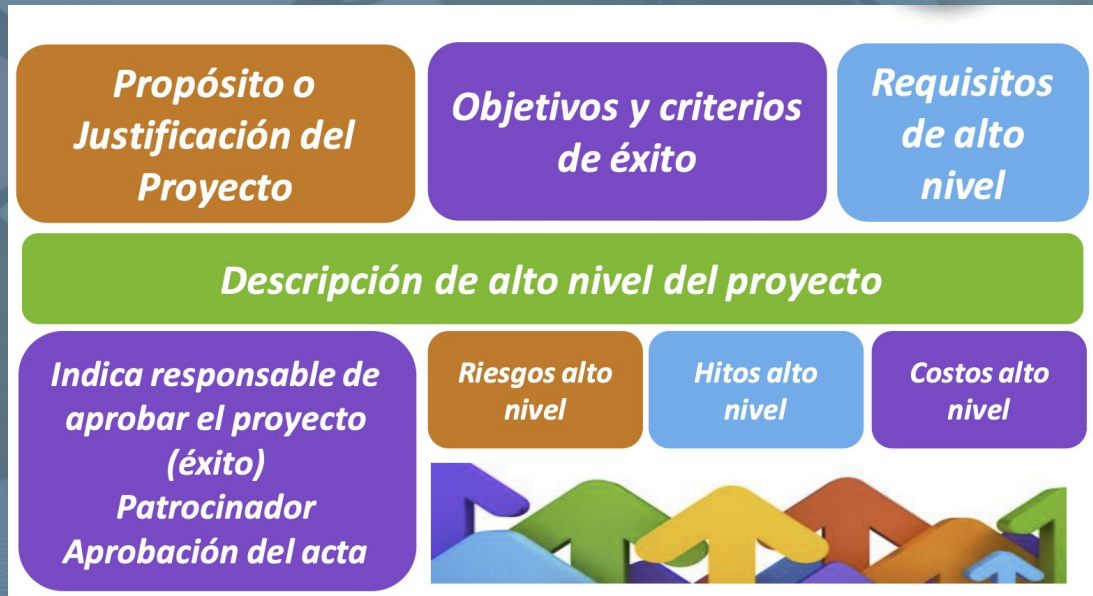 Propósito o
Justificación del
Proyecto
Objetivos y criterios
de éxito
Requisitos
de alto
nivel
Descripción de alto nivel del proyecto
Indica responsable de
aprobar el proyecto
(éxito)
Patrocinador
Aprobación del acta
Riesgos alto
nivel
Hitos alto
nivel
Costos alto
nivel